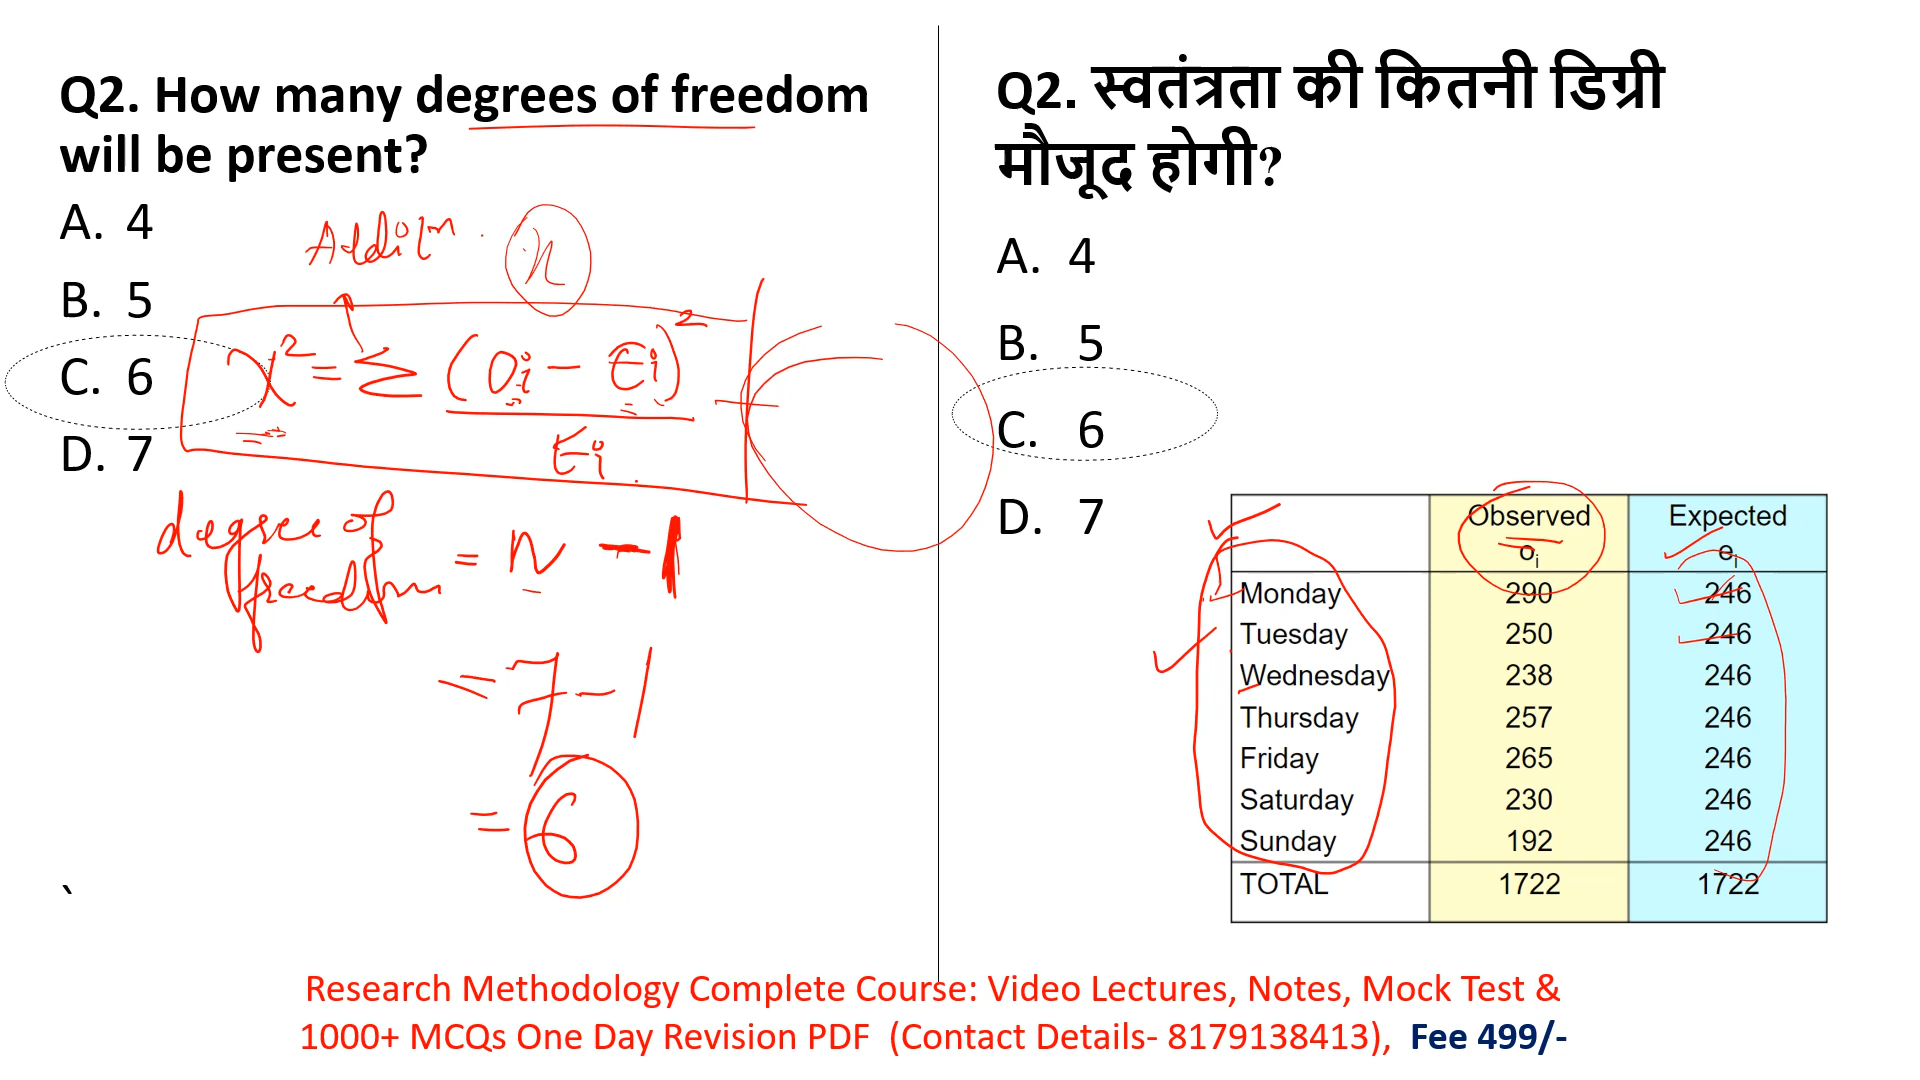 Q2. How many degrees of freedom
will be present?
A. 4
B. 5
C. 6
D. 7
Addition
n
χ² = Σ (Oi − Ei)²
Ei
degree of
freedom = n − 1
= 7 − 1
= 6
`
Q2. स्वतंत्रता की कितनी डिग्री
मौजूद होगी?
A. 4
B. 5
C. 6
D. 7
Observed Expected
oi ei
Monday 290 246
Tuesday 250 246
Wednesday 238 246
Thursday 257 246
Friday 265 246
Saturday 230 246
Sunday 192 246
TOTAL 1722 1722
Research Methodology Complete Course: Video Lectures, Notes, Mock Test &
1000+ MCQs One Day Revision PDF (Contact Details- 8179138413), Fee 499/-